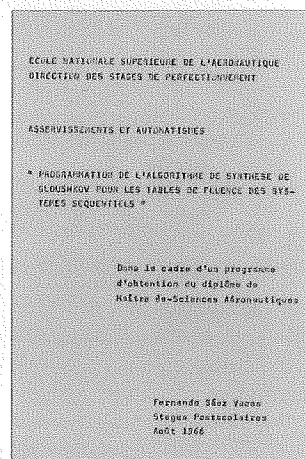 ECOLE NATIONALE SUPERIEURE DE L'AERONAUTIQUE
DIRECTION DES STAGES DE PERFECTIONNEMENT
ASSERVISSEMENTS ET AUTOMATISMES
" PROGRAMMATION DE L'ALGORITHME DE SYNTHESE DE
GLOUSHKOV POUR LES TABLES DE FLUENCE DES SYS-
TEMES SEQUENTIELS "
Dans le cadre d'un programme
d'obtention du diplôme de
Maître ès-Sciences Aéronautiques
Fernando Sáez Vacas
Stages Postscolaires
Août 1966